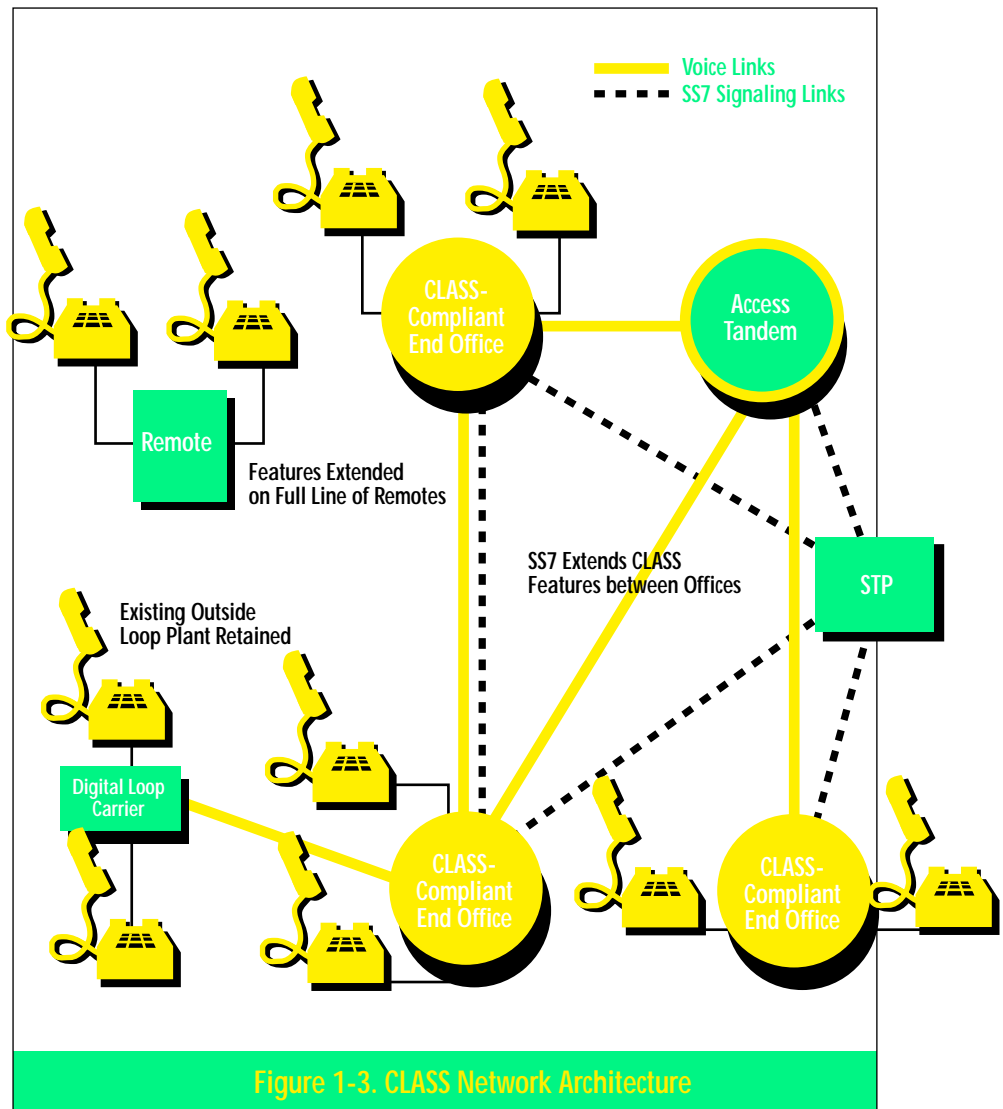 Voice Links
SS7 Signaling Links
CLASS-
Compliant
End Office
Access
Tandem
Remote
Features Extended
on Full Line of Remotes
SS7 Extends CLASS
Features between Offices
STP
Existing Outside
Loop Plant Retained
Digital Loop
Carrier
CLASS-
Compliant
End Office
CLASS-
Compliant
End Office
Figure 1-3. CLASS Network Architecture